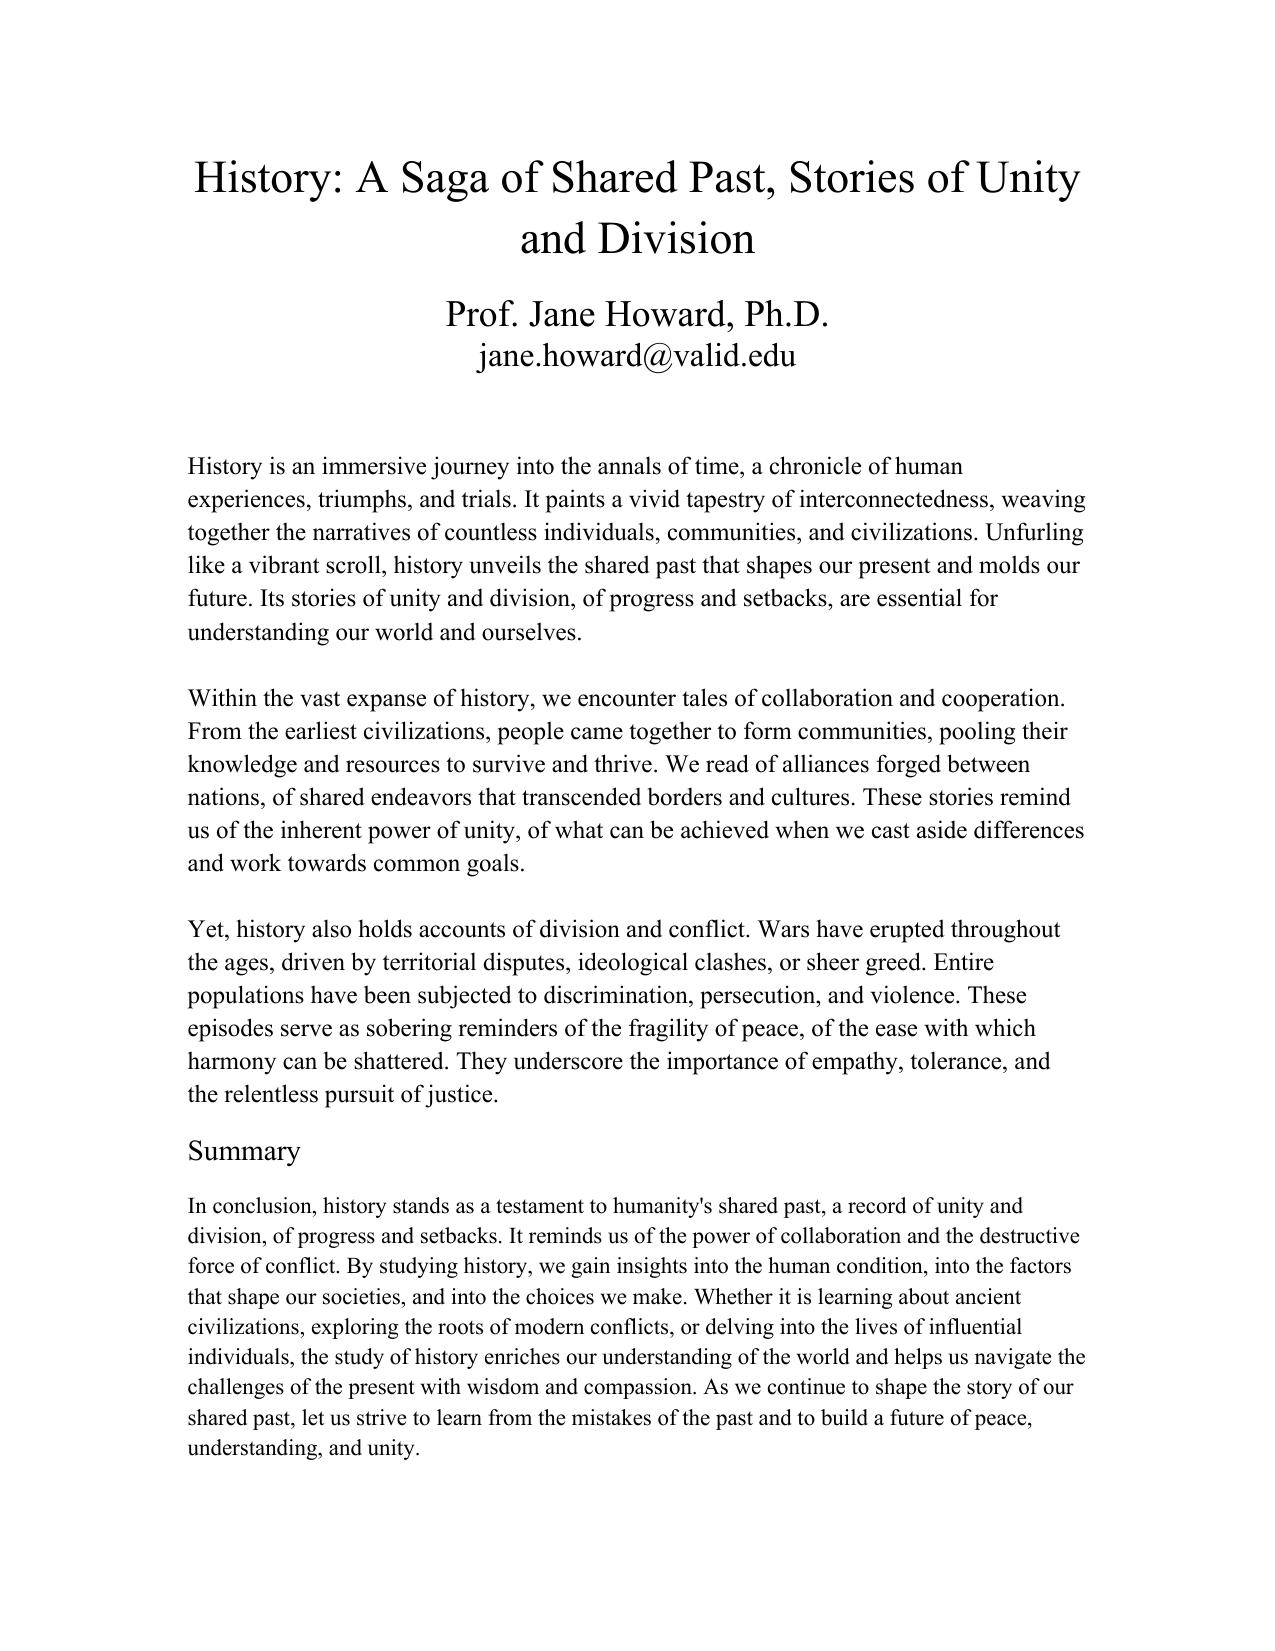 History: A Saga of Shared Past, Stories of Unity
and Division
Prof. Jane Howard, Ph.D.
jane.howard@valid.edu
History is an immersive journey into the annals of time, a chronicle of human
experiences, triumphs, and trials. It paints a vivid tapestry of interconnectedness, weaving
together the narratives of countless individuals, communities, and civilizations. Unfurling
like a vibrant scroll, history unveils the shared past that shapes our present and molds our
future. Its stories of unity and division, of progress and setbacks, are essential for
understanding our world and ourselves.
Within the vast expanse of history, we encounter tales of collaboration and cooperation.
From the earliest civilizations, people came together to form communities, pooling their
knowledge and resources to survive and thrive. We read of alliances forged between
nations, of shared endeavors that transcended borders and cultures. These stories remind
us of the inherent power of unity, of what can be achieved when we cast aside differences
and work towards common goals.
Yet, history also holds accounts of division and conflict. Wars have erupted throughout
the ages, driven by territorial disputes, ideological clashes, or sheer greed. Entire
populations have been subjected to discrimination, persecution, and violence. These
episodes serve as sobering reminders of the fragility of peace, of the ease with which
harmony can be shattered. They underscore the importance of empathy, tolerance, and
the relentless pursuit of justice.
Summary
In conclusion, history stands as a testament to humanity's shared past, a record of unity and
division, of progress and setbacks. It reminds us of the power of collaboration and the destructive
force of conflict. By studying history, we gain insights into the human condition, into the factors
that shape our societies, and into the choices we make. Whether it is learning about ancient
civilizations, exploring the roots of modern conflicts, or delving into the lives of influential
individuals, the study of history enriches our understanding of the world and helps us navigate the
challenges of the present with wisdom and compassion. As we continue to shape the story of our
shared past, let us strive to learn from the mistakes of the past and to build a future of peace,
understanding, and unity.